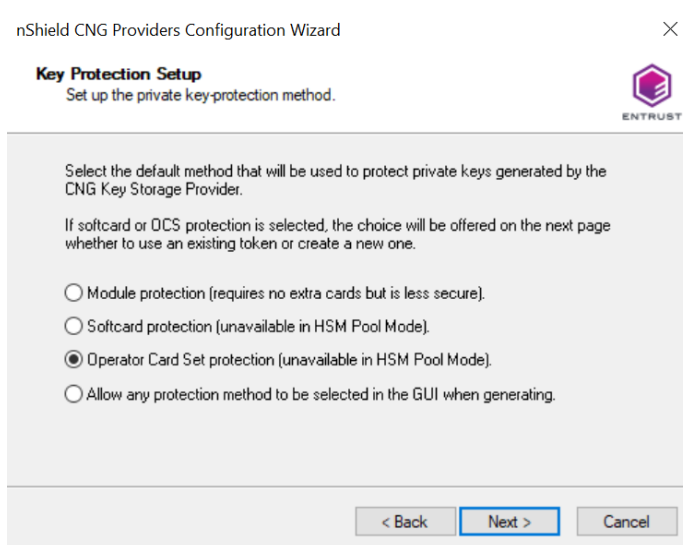 nShield CNG Providers Configuration Wizard
Key Protection Setup
Set up the private key-protection method.
ENTRUST
Select the default method that will be used to protect private keys generated by the
CNG Key Storage Provider.
If softcard or OCS protection is selected, the choice will be offered on the next page
whether to use an existing token or create a new one.
Module protection (requires no extra cards but is less secure).
Softcard protection (unavailable in HSM Pool Mode).
Operator Card Set protection (unavailable in HSM Pool Mode).
Allow any protection method to be selected in the GUI when generating.
< Back Next > Cancel